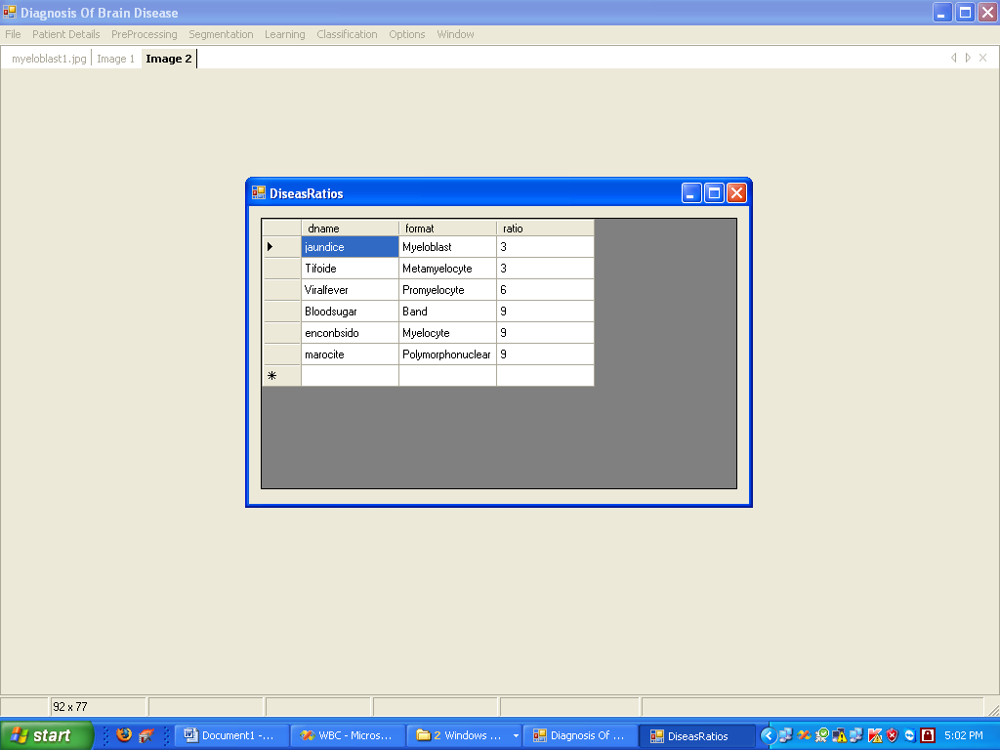 Diagnosis Of Brain Disease
File Patient Details PreProcessing Segmentation Learning Classification Options Window
myeloblast1.jpg Image 1 Image 2
DiseasRatios
dname format ratio
jaundice Myeloblast 3
Tifoide Metamyelocyte 3
Viralfever Promyelocyte 6
Bloodsugar Band 9
enconbsido Myelocyte 9
marocite Polymorphonuclear 9
92 x 77
start Document1 -... WBC - Micros... 2 Windows ... Diagnosis Of ... DiseasRatios 5:02 PM